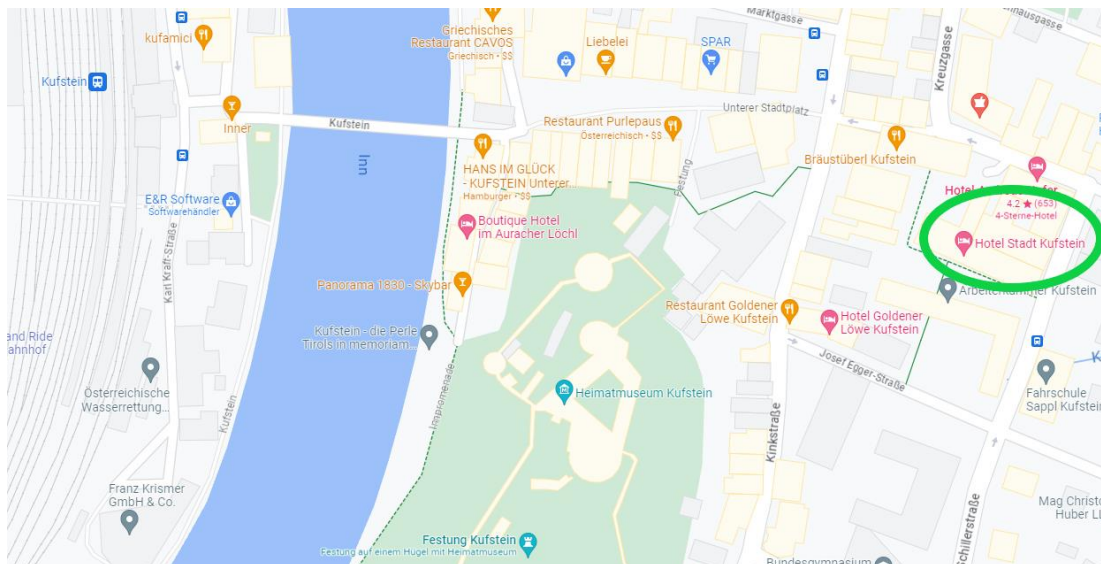 Marktgasse
Kreuzgasse
kufamici
Griechisches
Restaurant CAVOS
Griechisch • $$
Liebelei
SPAR
Kufstein
Inner
Kufstein
Inn
Unterer Stadtplatz
Restaurant Purlepaus
Österreichisch • $$
Bräustüberl Kufstein
HANS IM GLÜCK
- KUFSTEIN Unterer...
Hamburger • $$
Festung
E&R Software
Softwarehändler
4.2 ★ (653)
4-Sterne-Hotel
Boutique Hotel
im Auracher Löchl
Hotel Stadt Kufstein
Karl Kraft-Straße
Panorama 1830 - Skybar
Arbeiterkammer Kufstein
Restaurant Goldener
Löwe Kufstein
Hotel Goldener
Löwe Kufstein
Kufstein - die Perle
Tirols in memoriam...
and Ride
ahnhof
Josef Egger-Straße
Österreichische
Wasserrettung...
Heimatmuseum Kufstein
Fahrschule
Sappl Kufstein
Kufstein
Innpromenade
Kinkstraße
Franz Krismer
GmbH & Co.
Mag Christo
Huber LL
Schillerstraße
Festung Kufstein
Festung auf einem Hügel mit Heimatmuseum
Bundesgymnasium